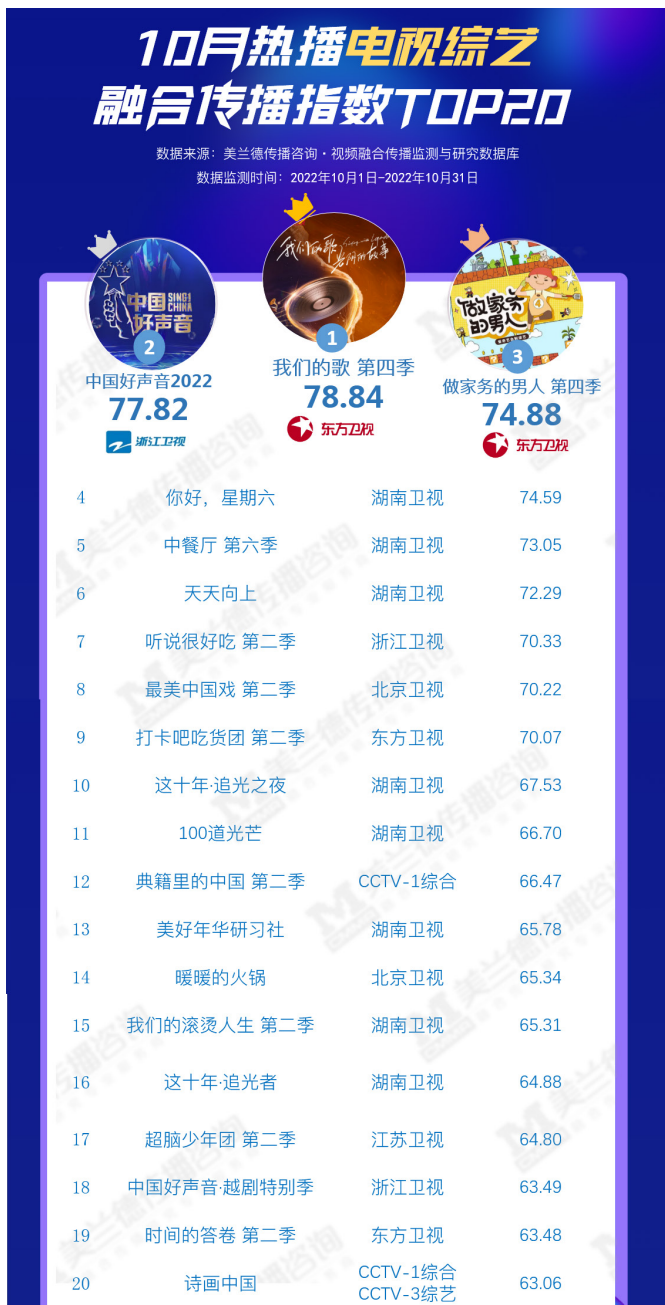 10月热播电视综艺
融合传播指数TOP20
数据来源：美兰德传播咨询·视频融合传播监测与研究数据库
数据监测时间：2022年10月1日-2022年10月31日
我们的歌
1
我们的歌 第四季
78.84
东方卫视
中国好声音
SING! CHINA
2
中国好声音2022
77.82
浙江卫视
做家务的男人
3
做家务的男人 第四季
74.88
东方卫视
4 你好，星期六 湖南卫视 74.59
5 中餐厅 第六季 湖南卫视 73.05
6 天天向上 湖南卫视 72.29
7 听说很好吃 第二季 浙江卫视 70.33
8 最美中国戏 第二季 北京卫视 70.22
9 打卡吧吃货团 第二季 东方卫视 70.07
10 这十年·追光之夜 湖南卫视 67.53
11 100道光芒 湖南卫视 66.70
12 典籍里的中国 第二季 CCTV-1综合 66.47
13 美好年华研习社 湖南卫视 65.78
14 暖暖的火锅 北京卫视 65.34
15 我们的滚烫人生 第二季 湖南卫视 65.31
16 这十年·追光者 湖南卫视 64.88
17 超脑少年团 第二季 江苏卫视 64.80
18 中国好声音·越剧特别季 浙江卫视 63.49
19 时间的答卷 第二季 东方卫视 63.48
20 诗画中国 CCTV-1综合 CCTV-3综艺 63.06
美兰德传播咨询